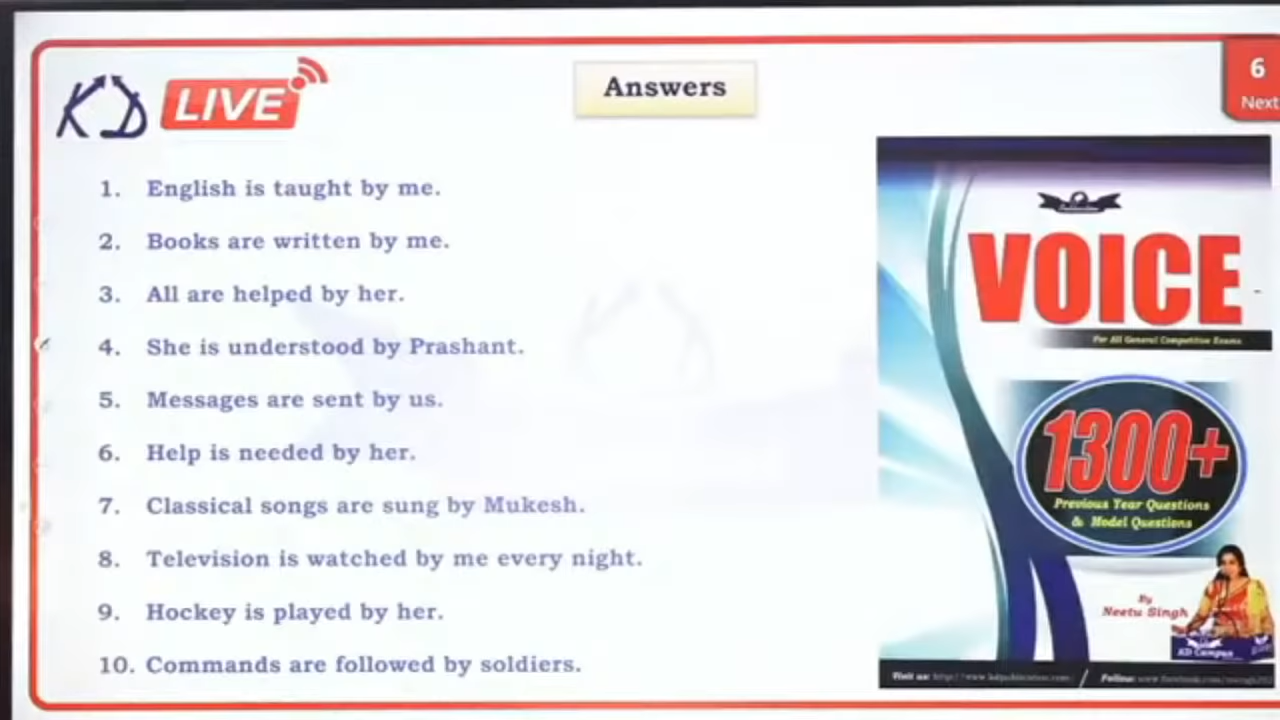 KD LIVE
Answers
6
Next
1. English is taught by me.
2. Books are written by me.
3. All are helped by her.
4. She is understood by Prashant.
5. Messages are sent by us.
6. Help is needed by her.
7. Classical songs are sung by Mukesh.
8. Television is watched by me every night.
9. Hockey is played by her.
10. Commands are followed by soldiers.
VOICE
For All General Competitive Exams
1300+
Previous Year Questions
& Model Questions
By
Neetu Singh
KD Campus
Visit us:
Follow: